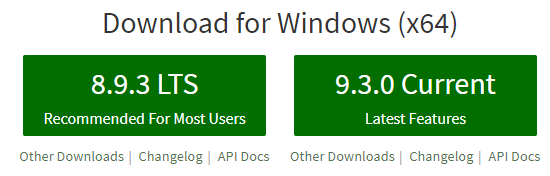 Download for Windows (x64)
8.9.3 LTS
Recommended For Most Users
Other Downloads | Changelog | API Docs
9.3.0 Current
Latest Features
Other Downloads | Changelog | API Docs